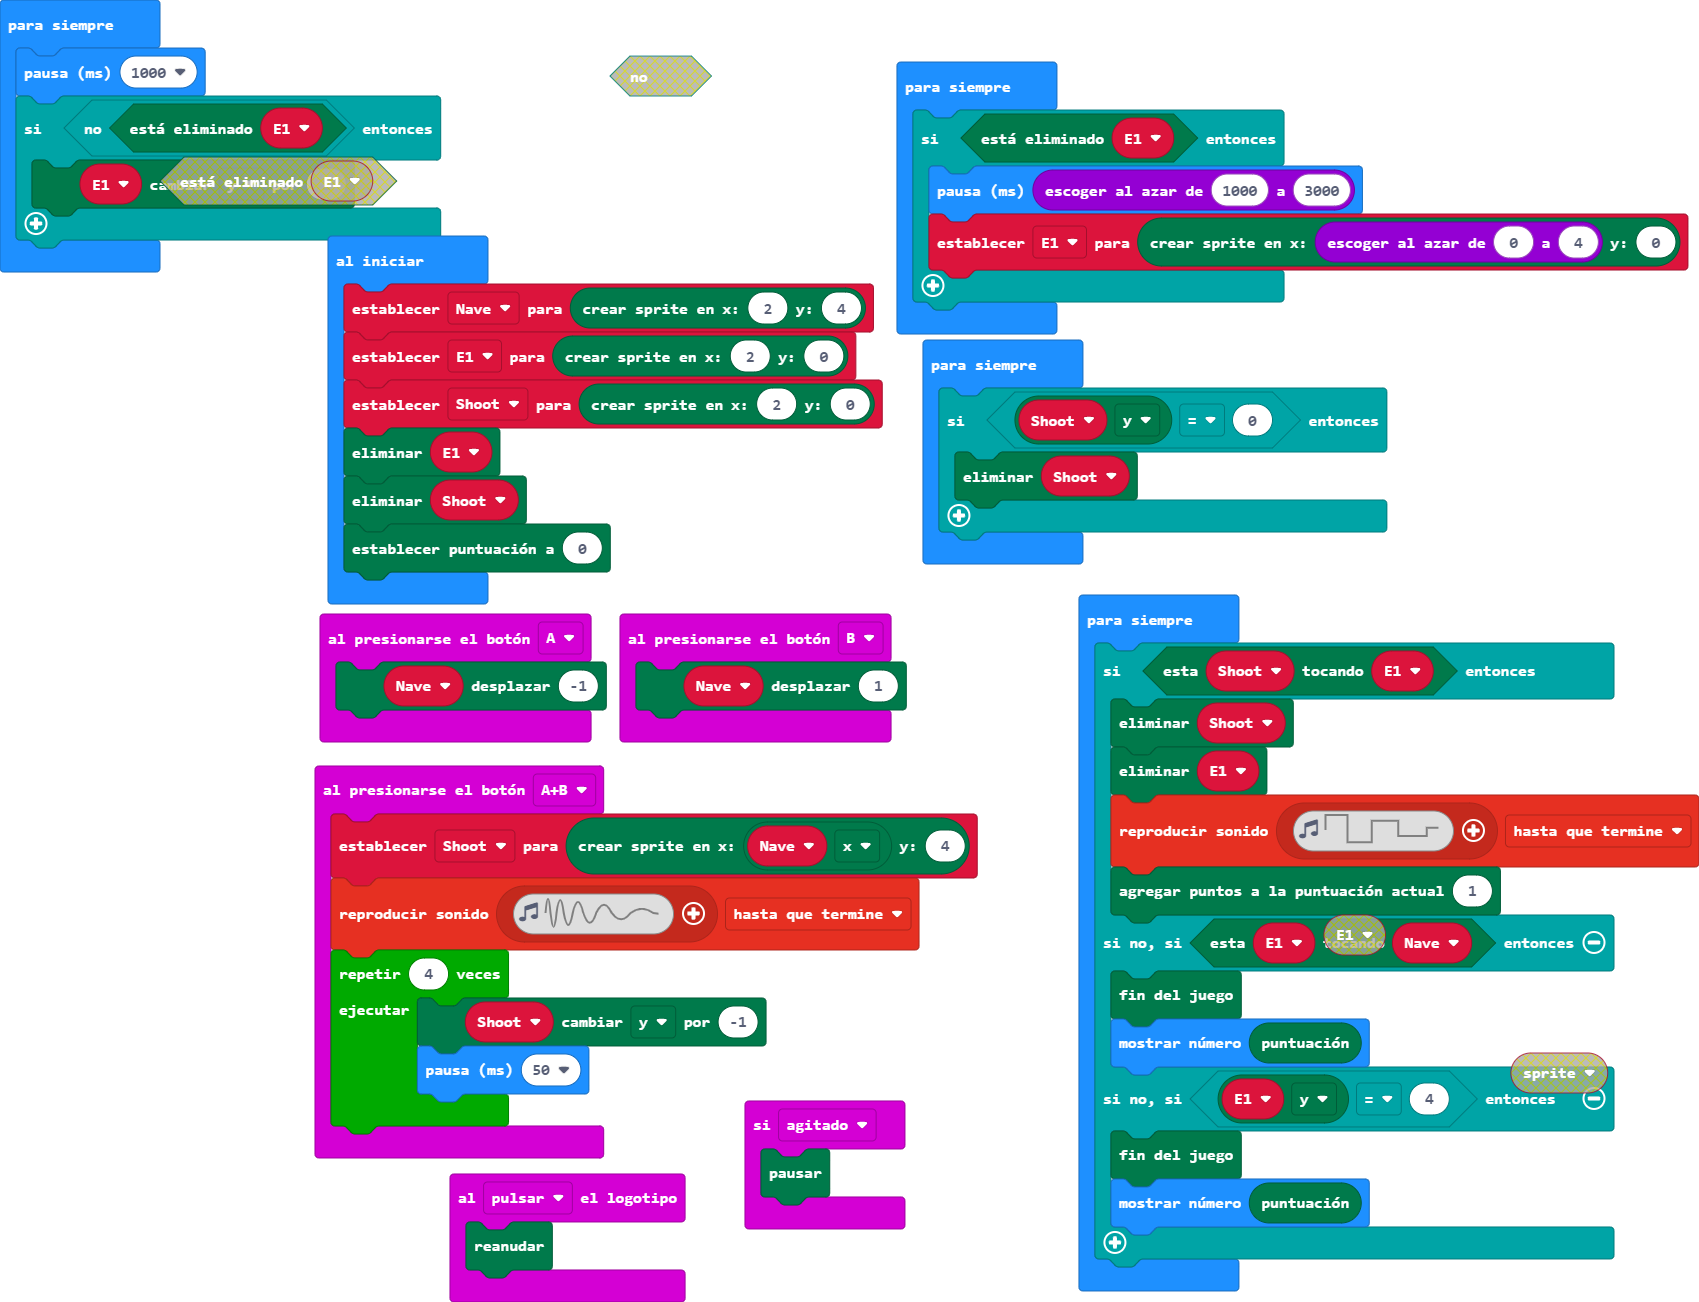 para siempre
pausa (ms) 1000
si no está eliminado E1 entonces
E1
está eliminado E1
no
al iniciar
establecer Nave para crear sprite en x: 2 y: 4
establecer E1 para crear sprite en x: 2 y: 0
establecer Shoot para crear sprite en x: 2 y: 0
eliminar E1
eliminar Shoot
establecer puntuación a 0
al presionarse el botón A
Nave desplazar -1
al presionarse el botón B
Nave desplazar 1
al presionarse el botón A+B
establecer Shoot para crear sprite en x: Nave x y: 4
reproducir sonido hasta que termine
repetir 4 veces
ejecutar
Shoot cambiar y por -1
pausa (ms) 50
si agitado
pausar
al pulsar el logotipo
reanudar
para siempre
si está eliminado E1 entonces
pausa (ms) escoger al azar de 1000 a 3000
establecer E1 para crear sprite en x: escoger al azar de 0 a 4 y: 0
para siempre
si Shoot y = 0 entonces
eliminar Shoot
para siempre
si esta Shoot tocando E1 entonces
eliminar Shoot
eliminar E1
reproducir sonido hasta que termine
agregar puntos a la puntuación actual 1
si no, si esta E1 tocando Nave entonces
E1
fin del juego
mostrar número puntuación
sprite
si no, si E1 y = 4 entonces
fin del juego
mostrar número puntuación